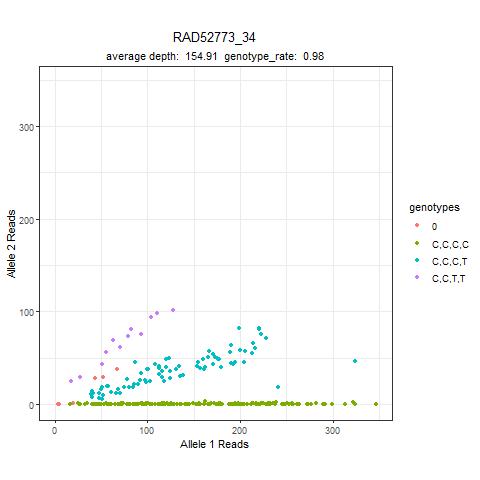 RAD52773_34
average depth: 154.91 genotype_rate: 0.98
Allele 2 Reads
300
200
100
0
0 100 200 300
Allele 1 Reads
genotypes
0
C,C,C,C
C,C,C,T
C,C,T,T